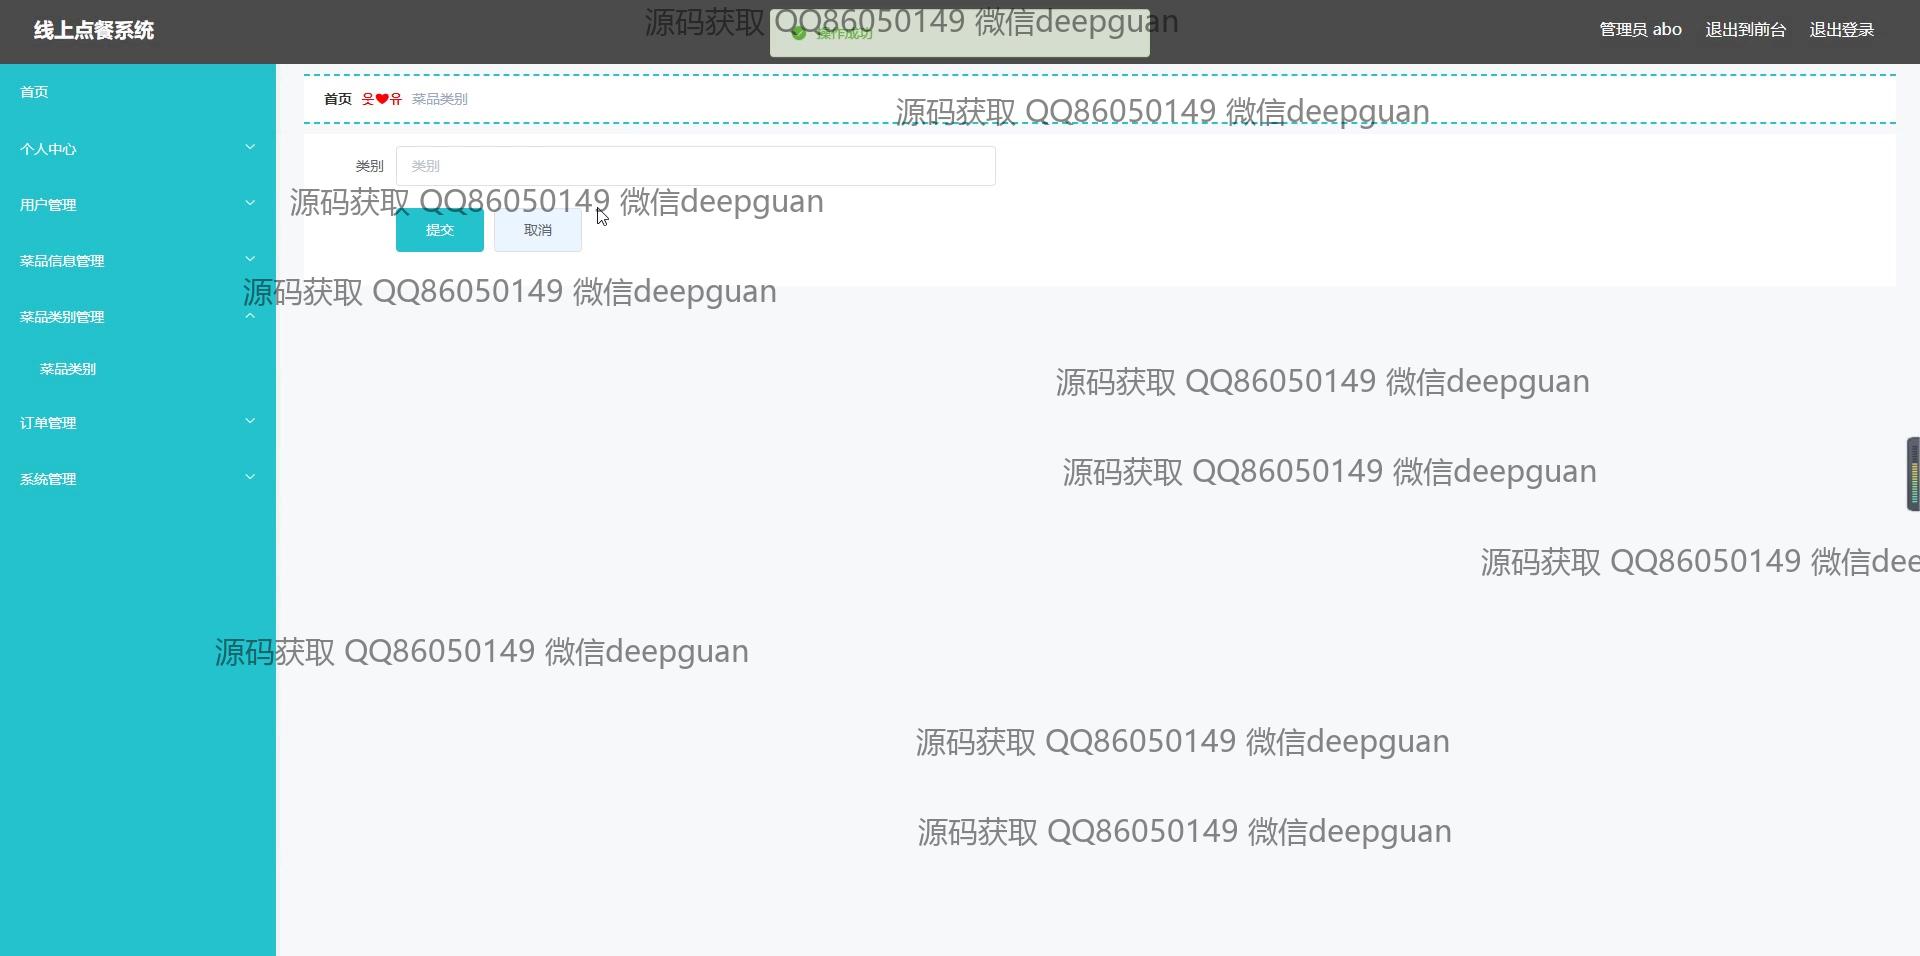 线上点餐系统
源码获取 QQ86050149 微信deepguan
操作成功
管理员 abo 退出到前台 退出登录
首页
首页 웃❤유 菜品类别
源码获取 QQ86050149 微信deepguan
个人中心
类别 类别
用户管理
源码获取 QQ86050149 微信deepguan
提交 取消
菜品信息管理
源码获取 QQ86050149 微信deepguan
菜品类别管理
菜品类别
源码获取 QQ86050149 微信deepguan
订单管理
源码获取 QQ86050149 微信deepguan
系统管理
源码获取 QQ86050149 微信dee
源码获取 QQ86050149 微信deepguan
源码获取 QQ86050149 微信deepguan
源码获取 QQ86050149 微信deepguan